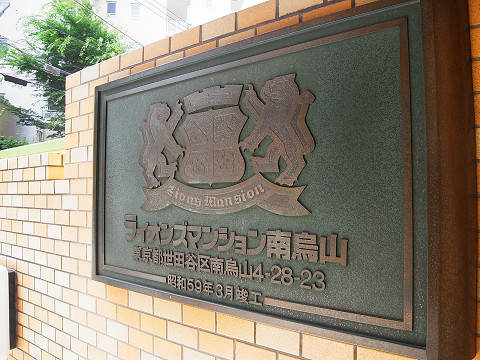 Lions Mansion
ライオンズマンション南烏山
東京都世田谷区南烏山4-28-23
昭和59年3月竣工